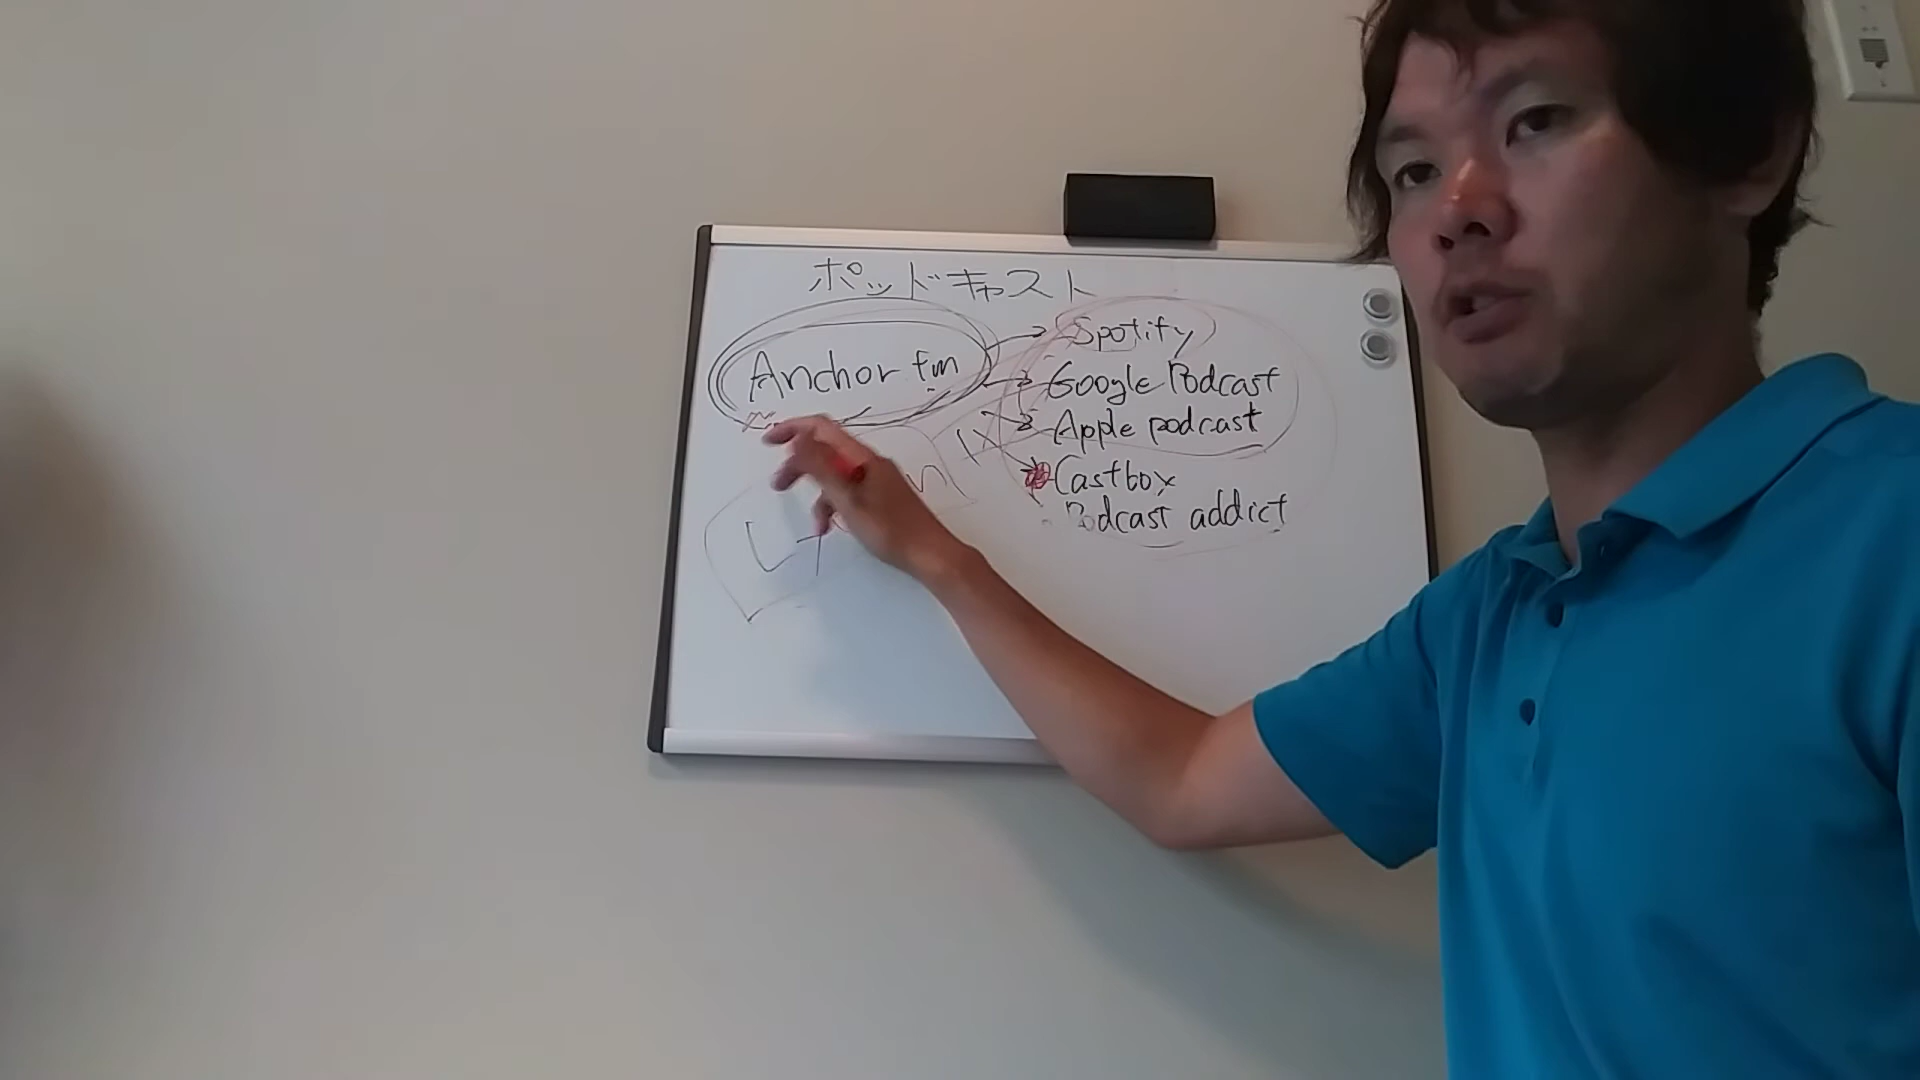 ポッドキャスト
Anchor fm
Spotify
Google Podcast
Apple podcast
Castbox
Podcast addict